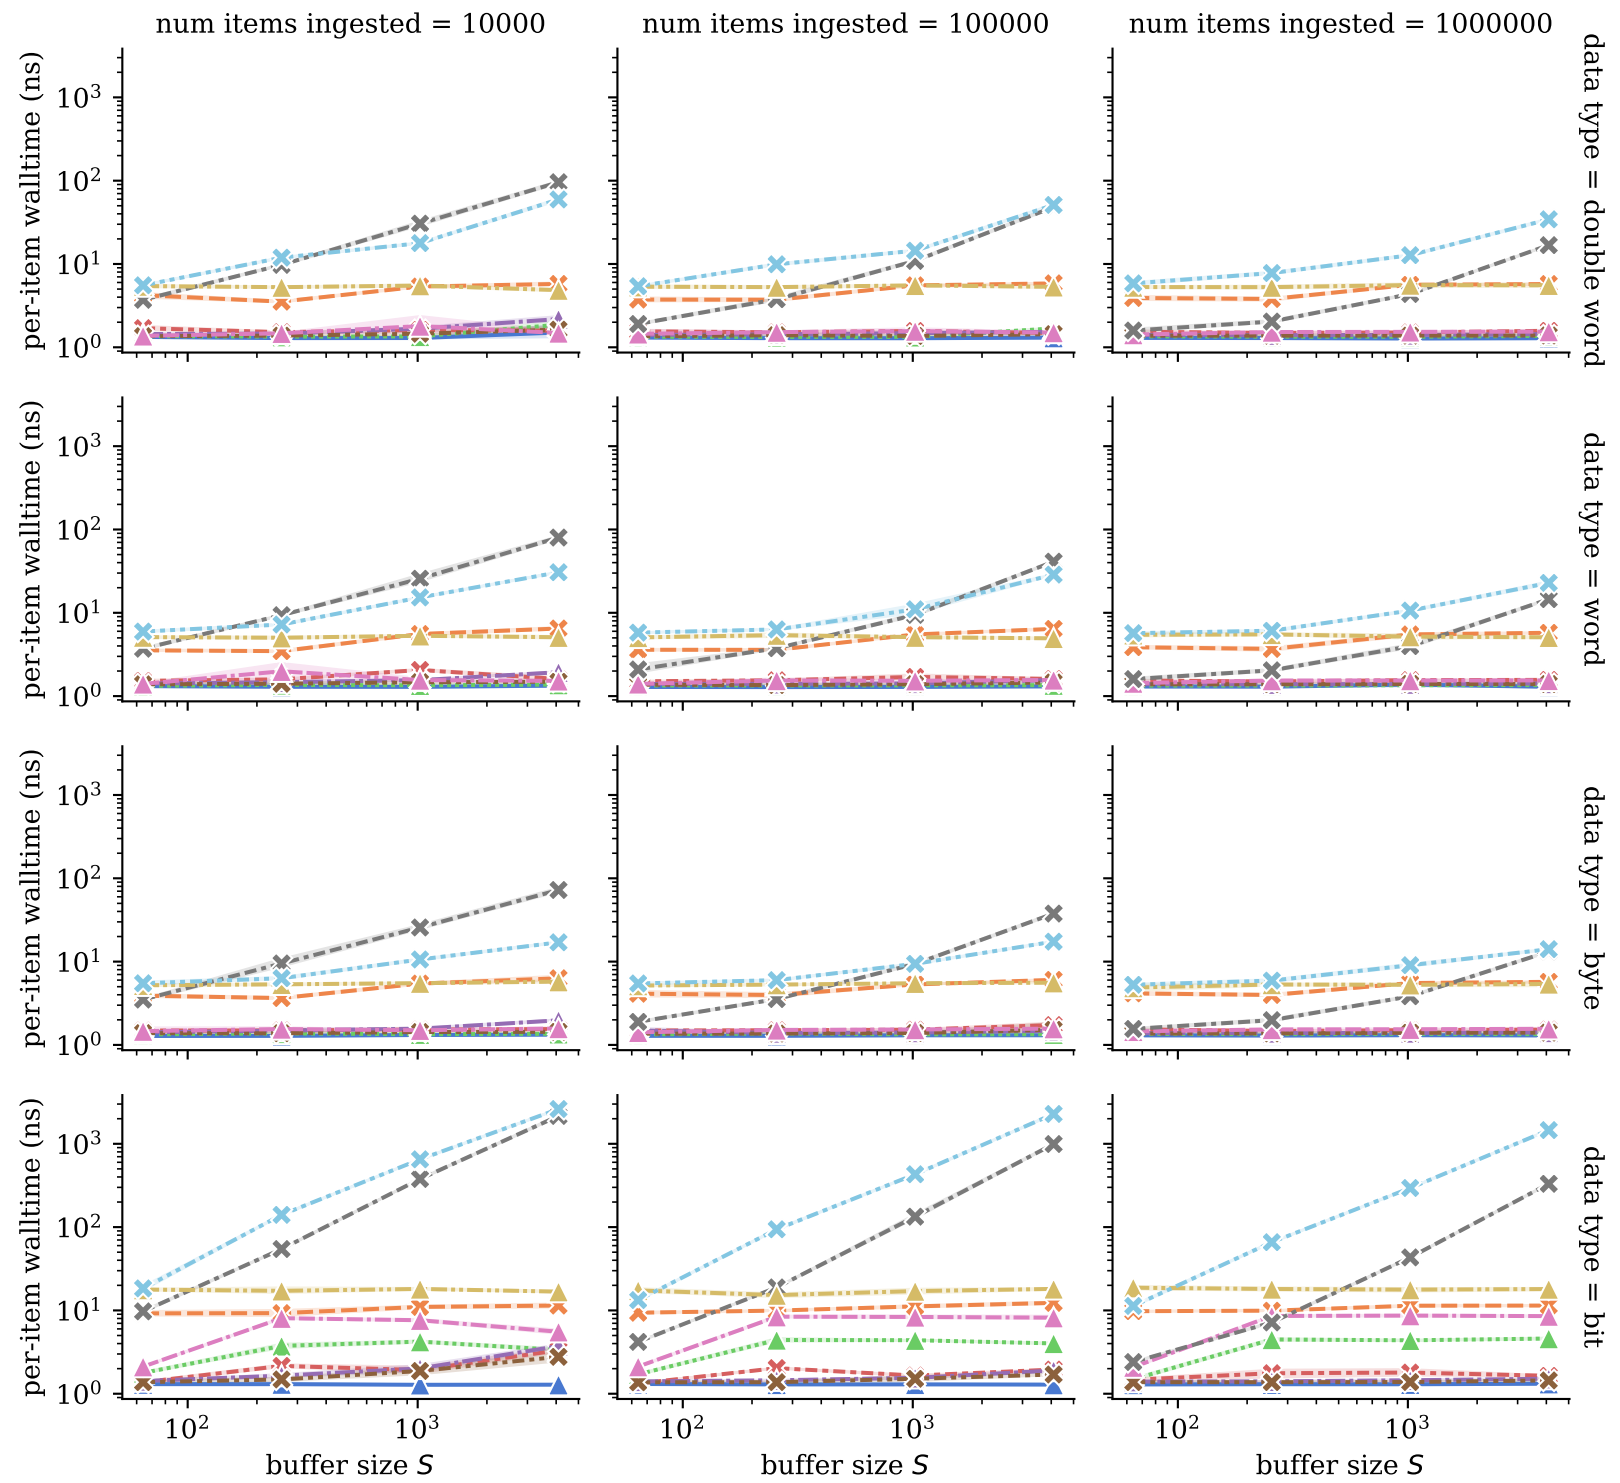 num items ingested = 10000
num items ingested = 100000
num items ingested = 1000000
per-item walltime (ns)
10³
10²
10¹
10⁰
data type = double word
per-item walltime (ns)
10³
10²
10¹
10⁰
data type = word
per-item walltime (ns)
10³
10²
10¹
10⁰
data type = byte
per-item walltime (ns)
10³
10²
10¹
10⁰
data type = bit
10² 10³
10² 10³
10² 10³
buffer size S
buffer size S
buffer size S